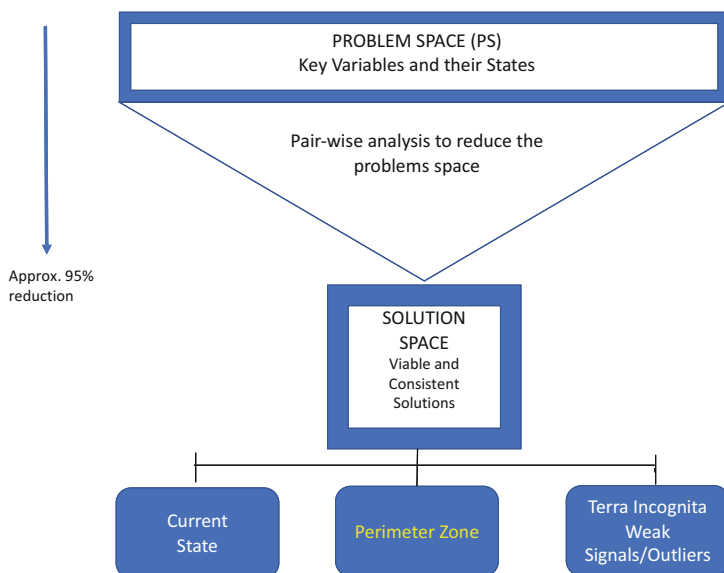 PROBLEM SPACE (PS)
Key Variables and their States
Pair-wise analysis to reduce the
problems space
Approx. 95%
reduction
SOLUTION
SPACE
Viable and
Consistent
Solutions
Current
State
Perimeter Zone
Terra Incognita
Weak
Signals/Outliers